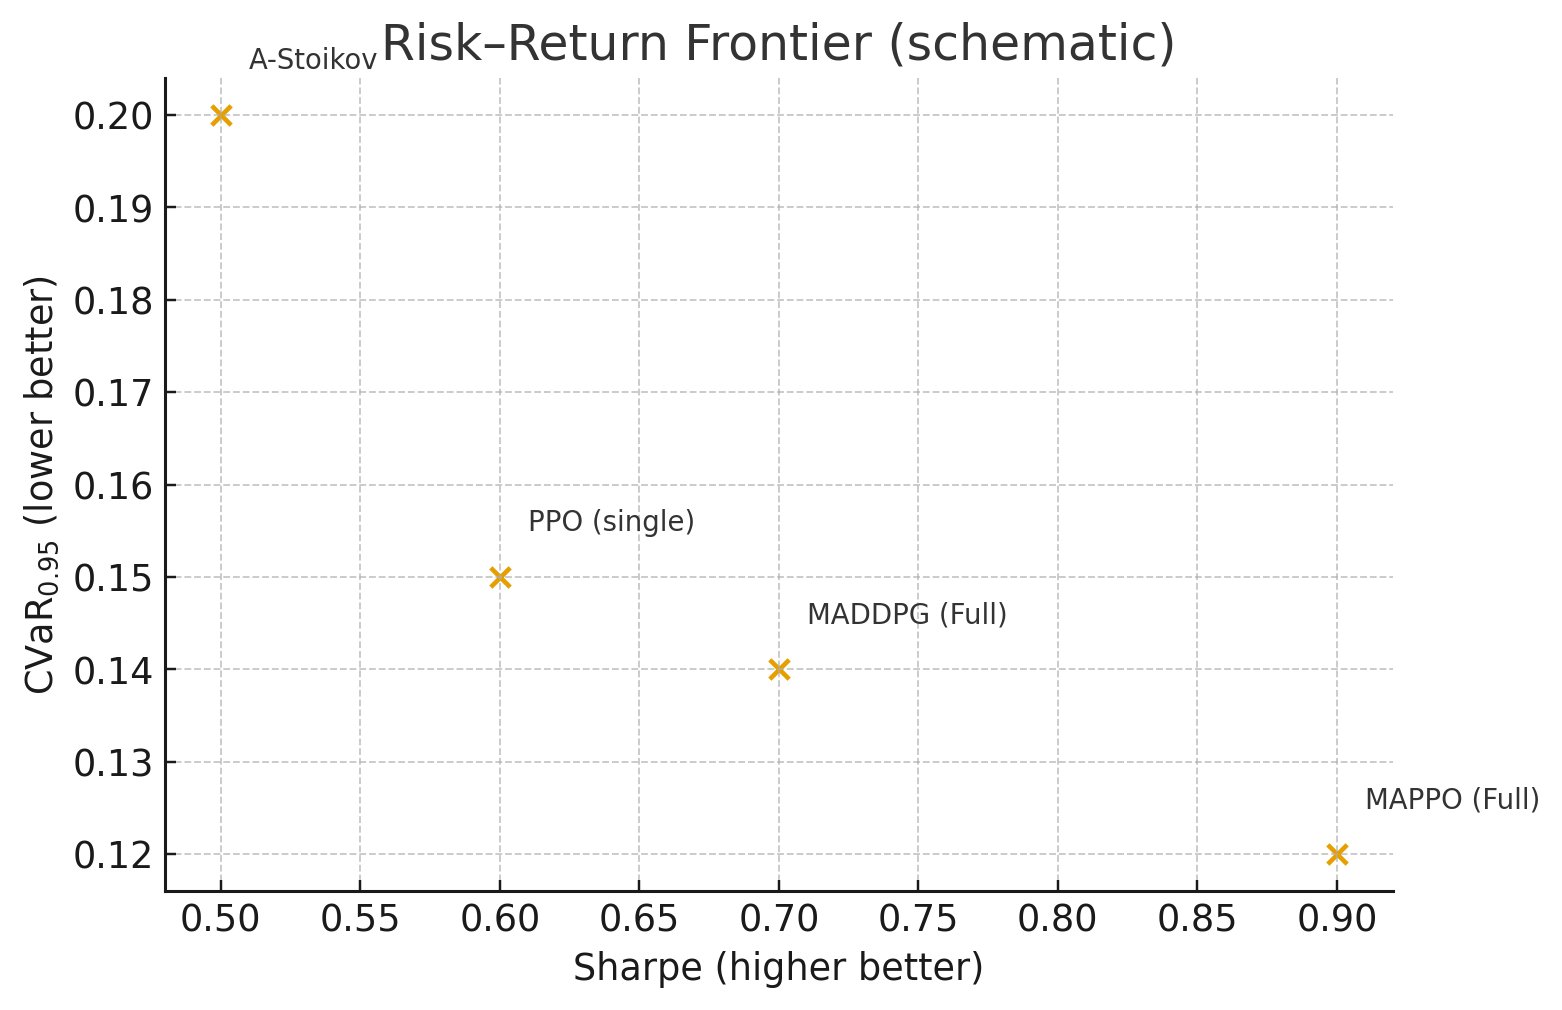 Risk–Return Frontier (schematic)
A-Stoikov
0.20
0.19
0.18
0.17
0.16
0.15
0.14
0.13
0.12
CVaR0.95 (lower better)
PPO (single)
MADDPG (Full)
MAPPO (Full)
0.50 0.55 0.60 0.65 0.70 0.75 0.80 0.85 0.90
Sharpe (higher better)